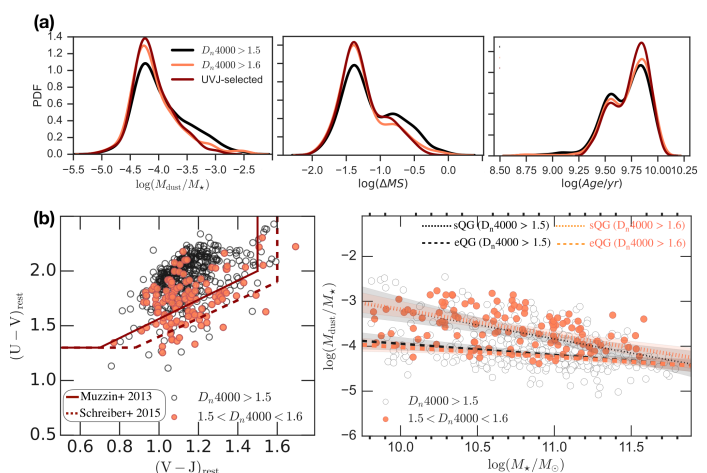 (a)
1.4
1.2
1.0
0.8
0.6
0.4
0.2
0.0
PDF
Dn4000 > 1.5
Dn4000 > 1.6
UVJ-selected
−5.5 −5.0 −4.5 −4.0 −3.5 −3.0 −2.5
log(Mdust/M⋆)
−2.0 −1.5 −1.0 −0.5 0.0 0.5
log(ΔMS)
8.50 9.00 9.25 9.50 9.75 10.00 10.25
log(Age/yr)
(b)
2.5
2.0
1.5
1.0
0.5
(U − V)rest
Muzzin+ 2013
Schreiber+ 2015
Dn4000 > 1.5
1.5 < Dn4000 < 1.6
0.6 0.8 1.0 1.2 1.4 1.6
(V − J)rest
sQG (Dn4000 > 1.5)
eQG (Dn4000 > 1.5)
sQG (Dn4000 > 1.6)
eQG (Dn4000 > 1.6)
−1
−2
−3
−4
−5
−6
log(Mdust/M⋆)
Dn4000 > 1.5
1.5 < Dn4000 < 1.6
10.0 10.5 11.0 11.5
log(M⋆/M⊙)